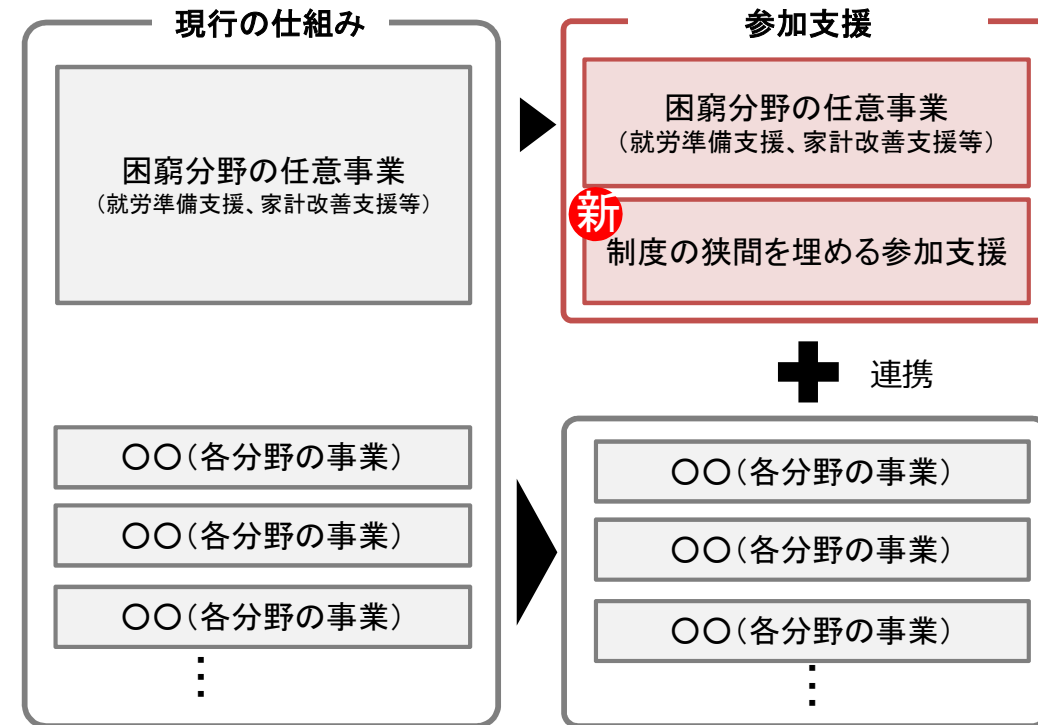 現行の仕組み
困窮分野の任意事業
（就労準備支援、家計改善支援等）
〇〇（各分野の事業）
〇〇（各分野の事業）
〇〇（各分野の事業）
⋮
参加支援
困窮分野の任意事業
（就労準備支援、家計改善支援等）
新
制度の狭間を埋める参加支援
連携
〇〇（各分野の事業）
〇〇（各分野の事業）
〇〇（各分野の事業）
⋮